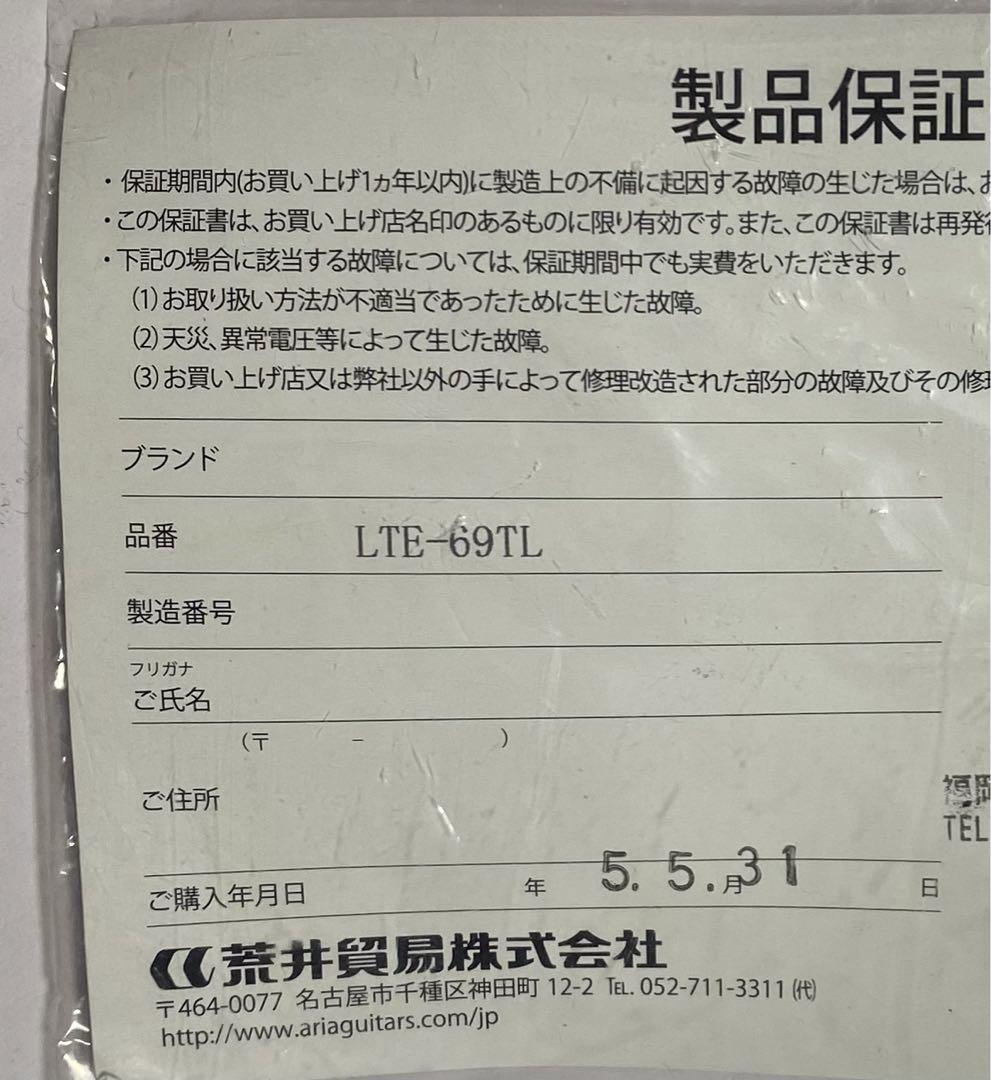 製品保証
・保証期間内(お買い上げ1ヵ年以内)に製造上の不備に起因する故障の生じた場合は、お
・この保証書は、お買い上げ店名印のあるものに限り有効です。また、この保証書は再発行
・下記の場合に該当する故障については、保証期間中でも実費をいただきます。
(1)お取り扱い方法が不適当であったために生じた故障。
(2)天災、異常電圧等によって生じた故障。
(3)お買い上げ店又は弊社以外の手によって修理改造された部分の故障及びその修理
ブランド
品番 LTE-69TL
製造番号
フリガナ
ご氏名
(〒 - )
ご住所
福岡
TEL
ご購入年月日 年 5. 5. 月 31 日
荒井貿易株式会社
〒464-0077 名古屋市千種区神田町 12-2 TEL. 052-711-3311 (代)
http://www.ariaguitars.com/jp